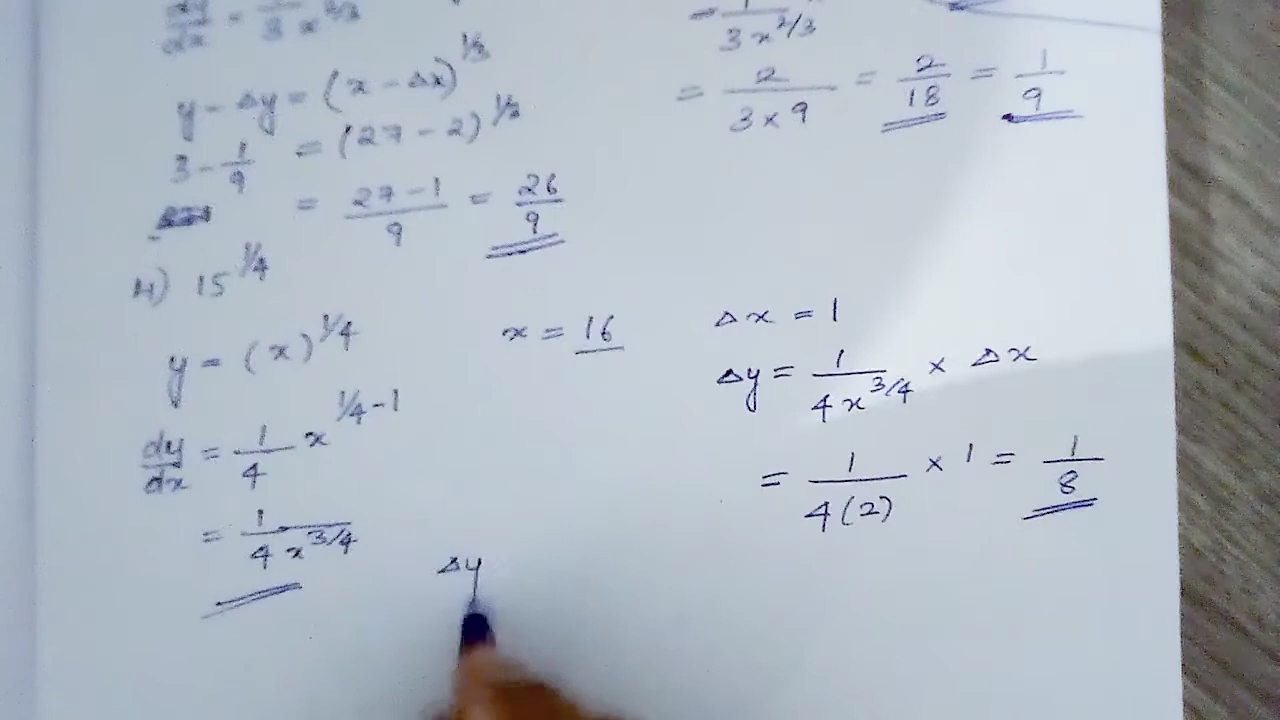 dy/dx = 1/3 x^2/3
y - Δy = (x - Δx)^1/3
3 - 1/9 = (27 - 2)^1/3
= 27 - 1 / 9 = 26/9
= 1 / 3x^2/3
= 2 / 3 × 9 = 2/18 = 1/9
4) 15^1/4
y = (x)^1/4
x = 16
dy/dx = 1/4 x^1/4 - 1
= 1 / 4x^3/4
Δx = 1
Δy = 1 / 4x^3/4 × Δx
= 1 / 4(2) × 1 = 1/8
Δy